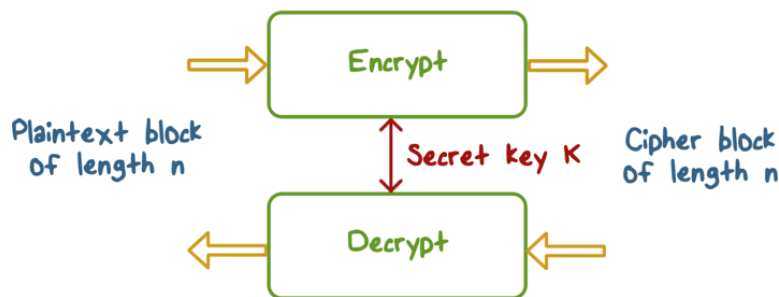 Encrypt
Plaintext block
of length n
Secret key K
Cipher block
of length n
Decrypt